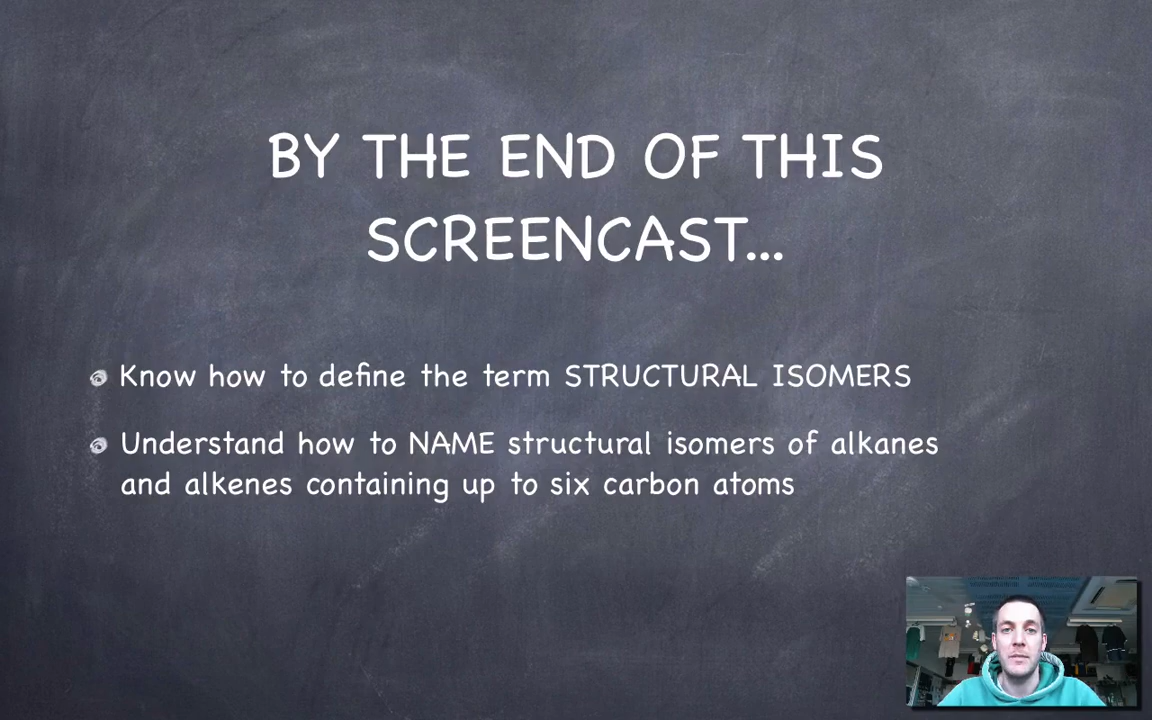 BY THE END OF THIS
SCREENCAST...
Know how to define the term STRUCTURAL ISOMERS
Understand how to NAME structural isomers of alkanes
and alkenes containing up to six carbon atoms